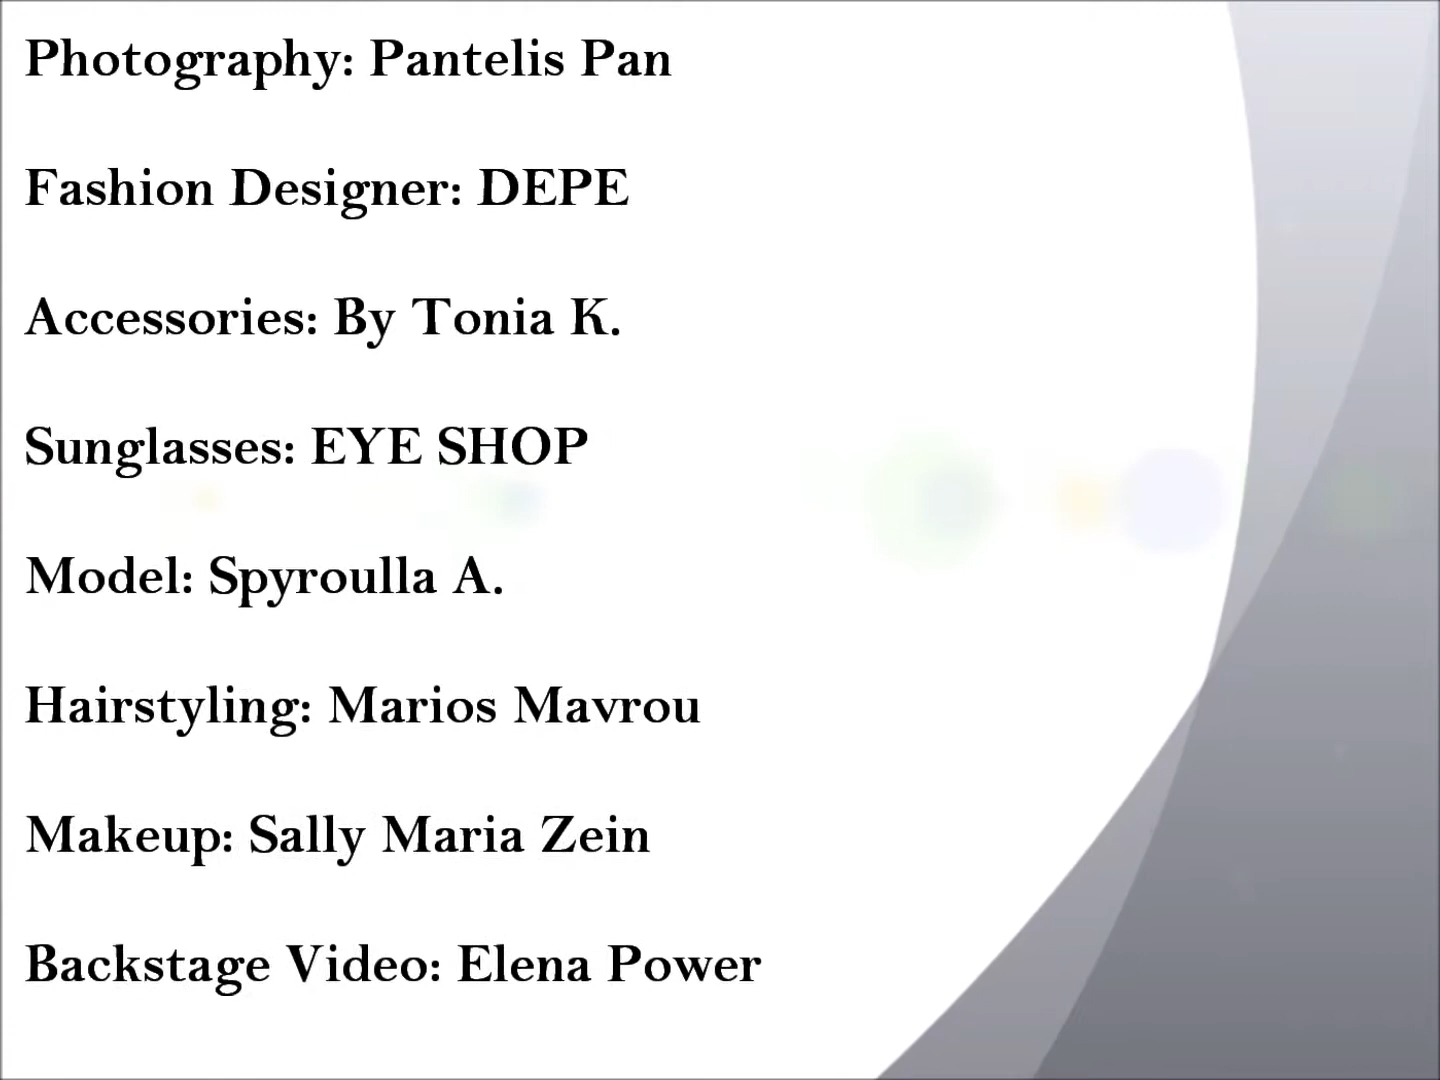 Photography: Pantelis Pan
Fashion Designer: DEPE
Accessories: By Tonia K.
Sunglasses: EYE SHOP
Model: Spyroulla A.
Hairstyling: Marios Mavrou
Makeup: Sally Maria Zein
Backstage Video: Elena Power